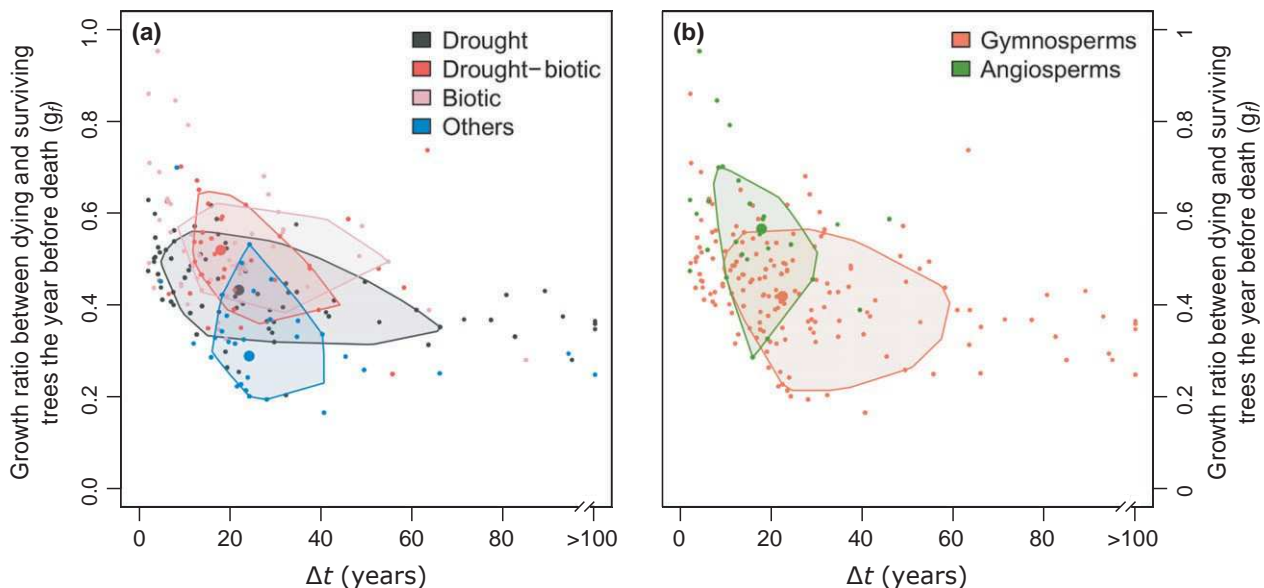 Growth ratio between dying and surviving
trees the year before death (gf)
(a)
Drought
Drought−biotic
Biotic
Others
1.0
0.8
0.6
0.4
0.2
0.0
0
20
40
60
80
>100
Δt (years)
(b)
Gymnosperms
Angiosperms
1
0.8
0.6
0.4
0.2
0
0
20
40
60
80
>100
Δt (years)
Growth ratio between dying and surviving
trees the year before death (gf)